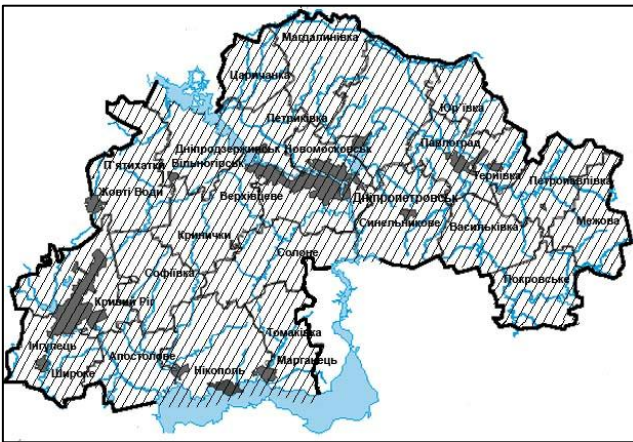 Магдалинівка
Царичанка
Юр`ївка
Петриківка
Дніпродзержинськ
Новомосковськ
Павлоград
П`ятихатки
Вільногірськ
Тернівка
Петропавлівка
Жовті Води
Верхівцеве
Дніпропетровськ
Межова
Синельникове
Васильківка
Кринички
Солоне
Софіївка
Покровське
Кривий Ріг
Томаківка
Інгулець
Апостолове
Марганець
Широке
Нікополь